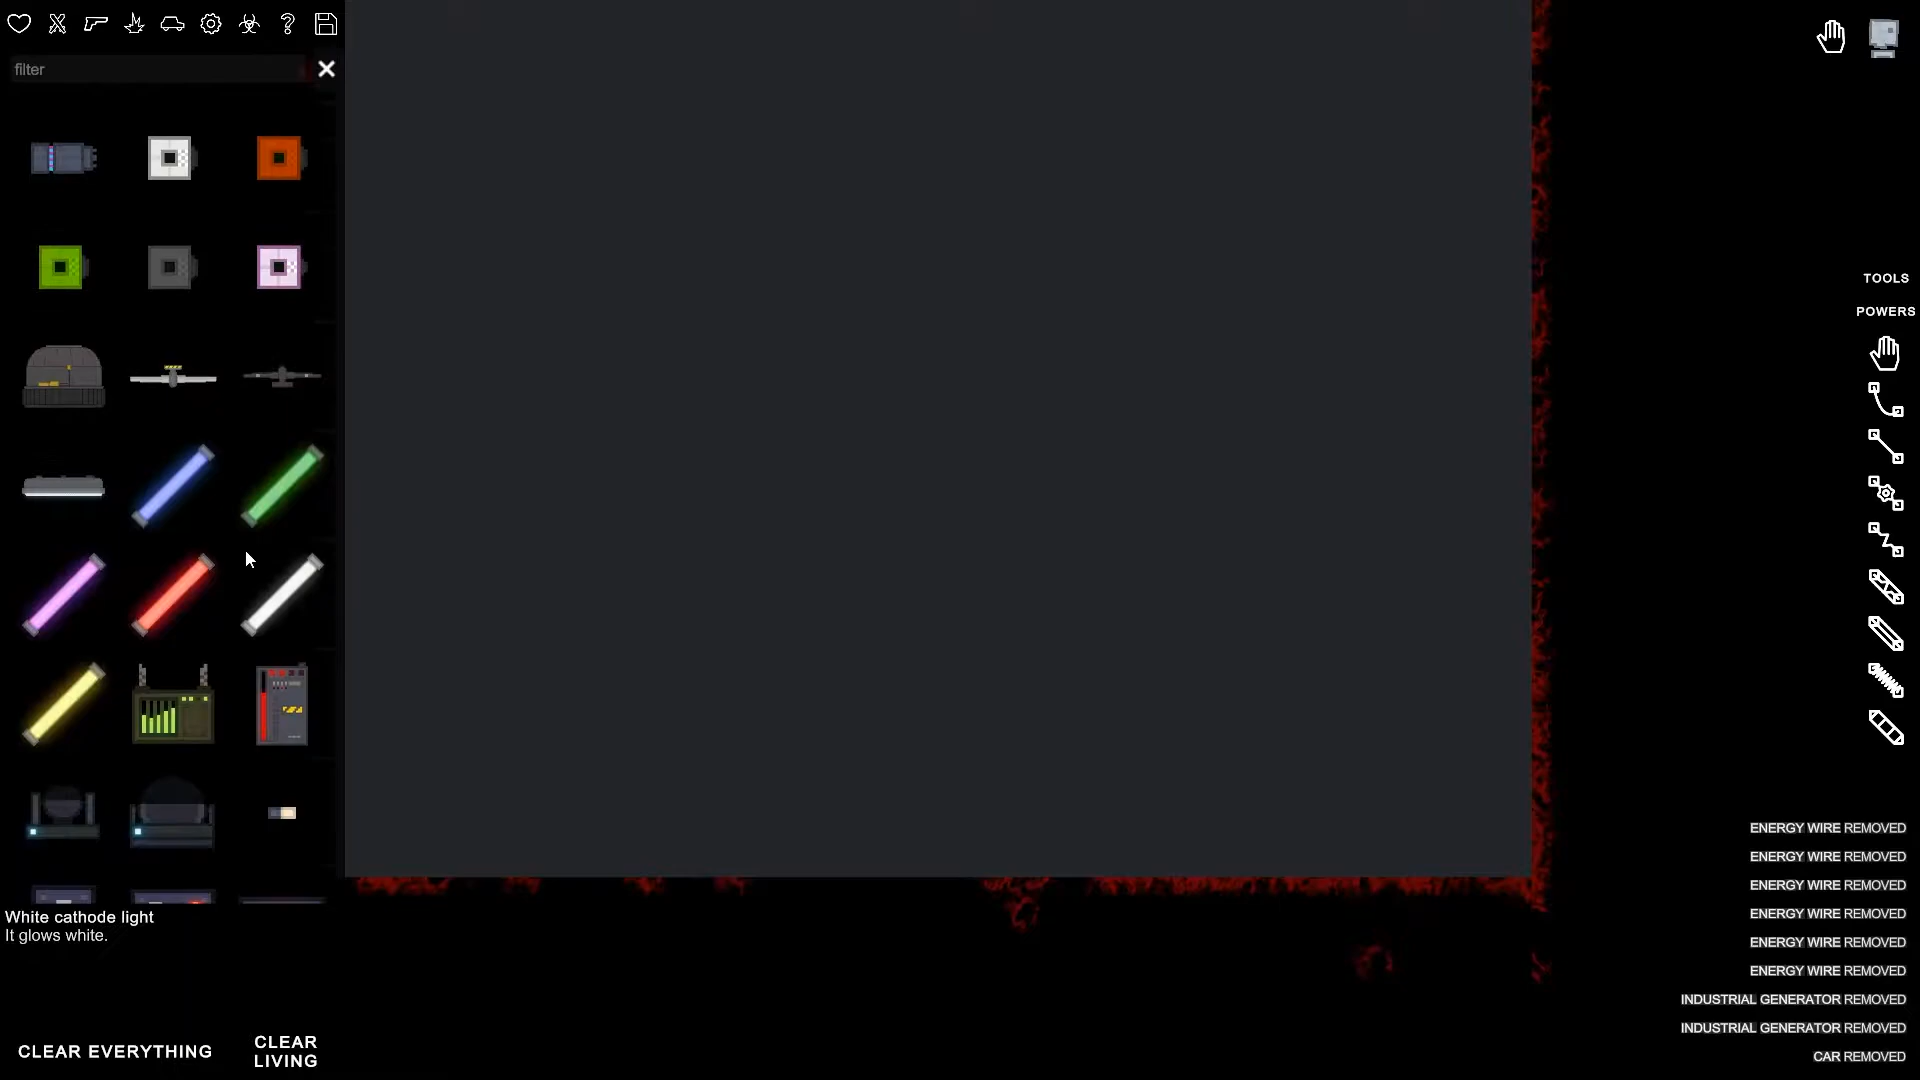 filter
TOOLS
POWERS
ENERGY WIRE REMOVED
ENERGY WIRE REMOVED
ENERGY WIRE REMOVED
ENERGY WIRE REMOVED
ENERGY WIRE REMOVED
ENERGY WIRE REMOVED
INDUSTRIAL GENERATOR REMOVED
INDUSTRIAL GENERATOR REMOVED
CAR REMOVED
White cathode light
It glows white.
CLEAR EVERYTHING
CLEAR
LIVING